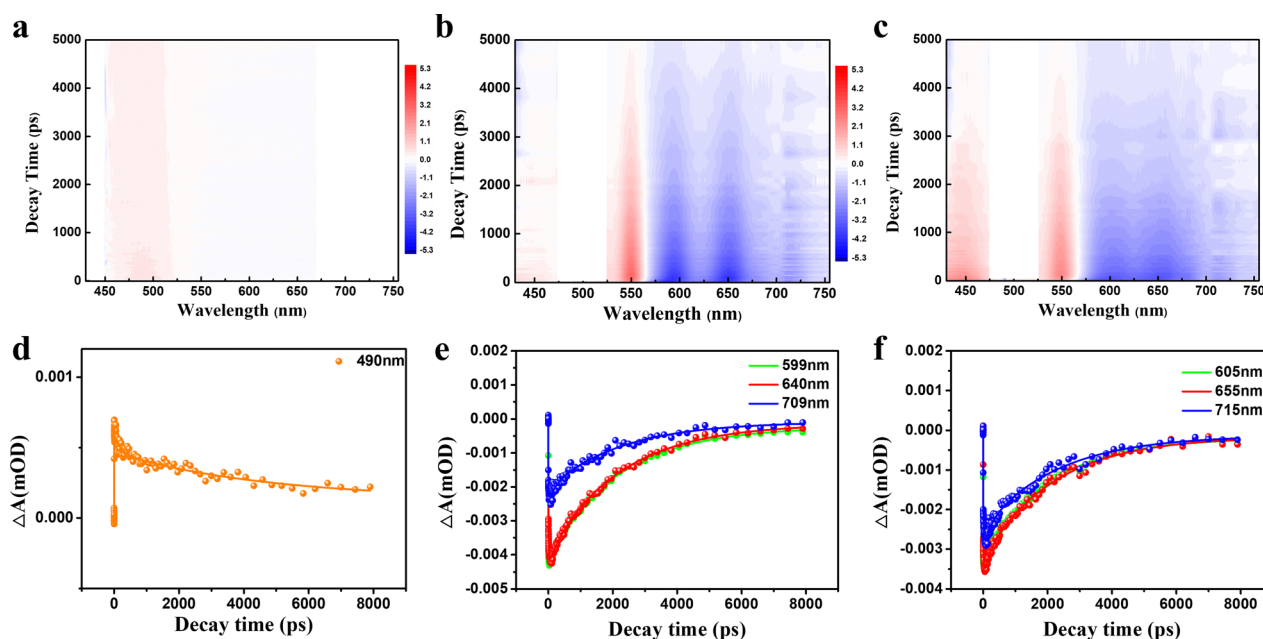 a
5000
4000
3000
2000
1000
0
Decay Time (ps)
450 500 550 600 650 700 750
Wavelength (nm)
5.3
4.2
3.2
2.1
1.1
0.0
-1.1
-2.1
-3.2
-4.2
-5.3
b
5000
4000
3000
2000
1000
0
Decay Time (ps)
450 500 550 600 650 700 750
Wavelength (nm)
5.3
4.2
3.2
2.1
1.1
0.0
-1.1
-2.1
-3.2
-4.2
-5.3
c
5000
4000
3000
2000
1000
0
Decay Time (ps)
450 500 550 600 650 700 750
Wavelength (nm)
d
490nm
0.001
0.000
△A(mOD)
0 2000 4000 6000 8000
Decay time (ps)
e
599nm
640nm
709nm
0.002
0.001
0.000
-0.001
-0.002
-0.003
-0.004
-0.005
△A(mOD)
0 2000 4000 6000 8000
Decay time (ps)
f
605nm
655nm
715nm
0.002
0.001
0.000
-0.001
-0.002
-0.003
-0.004
△A(mOD)
0 2000 4000 6000 8000
Decay time (ps)